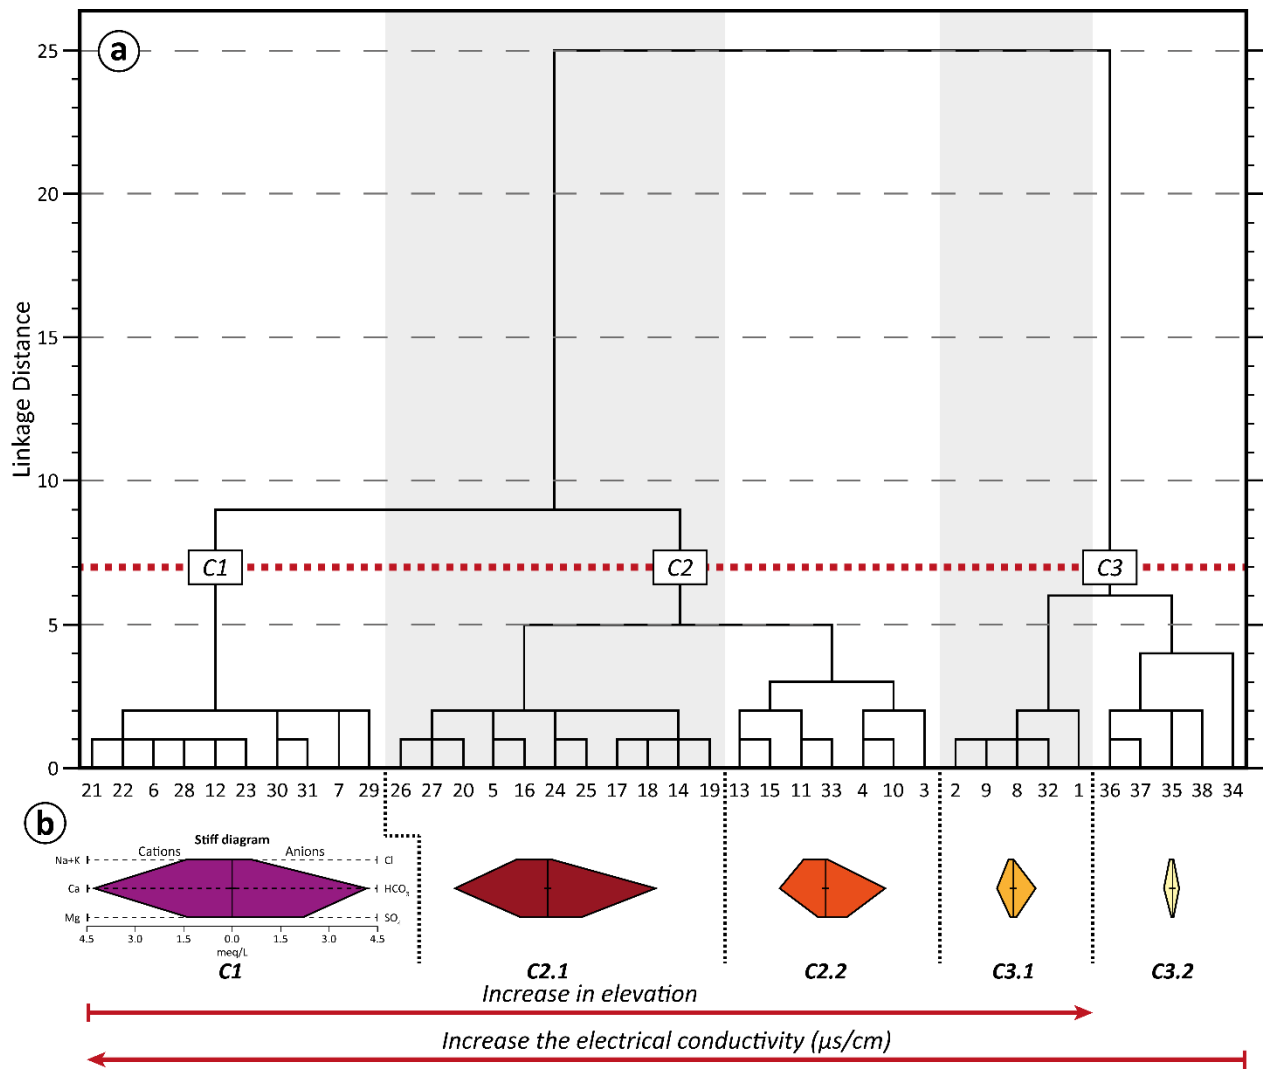 a
25
20
15
10
5
0
Linkage Distance
C1 C2 C3
21 22 6 28 12 23 30 31 7 29 26 27 20 5 16 24 25 17 18 14 19 13 15 11 33 4 10 3 2 9 8 32 1 36 37 35 38 34
b
Stiff diagram
Cations Anions
Na+K Cl
Ca HCO₃
Mg
4.5 3.0 1.5 0.0 1.5 3.0 4.5
meq/L
C1 C2.1 C2.2 C3.1 C3.2
Increase in elevation
Increase the electrical conductivity (µs/cm)